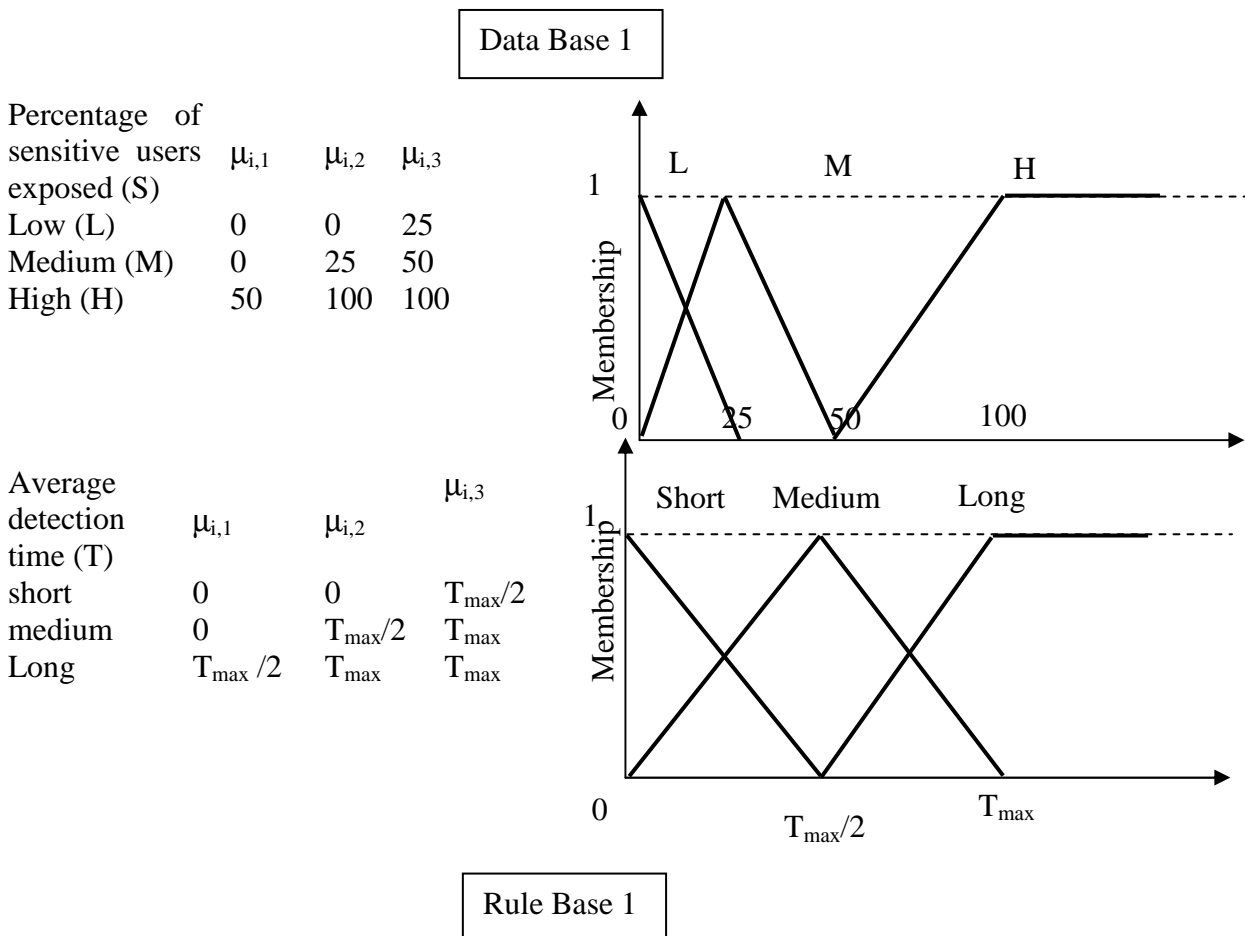 Data Base 1
Percentage of
sensitive users μi,1 μi,2 μi,3
exposed (S)
Low (L) 0 0 25
Medium (M) 0 25 50
High (H) 50 100 100
L M H
1
Membership
0 25 50 100
Average
detection μi,1 μi,2 μi,3
time (T)
short 0 0 Tmax/2
medium 0 Tmax/2 Tmax
Long Tmax /2 Tmax Tmax
Short Medium Long
1
Membership
0 Tmax/2 Tmax
Rule Base 1